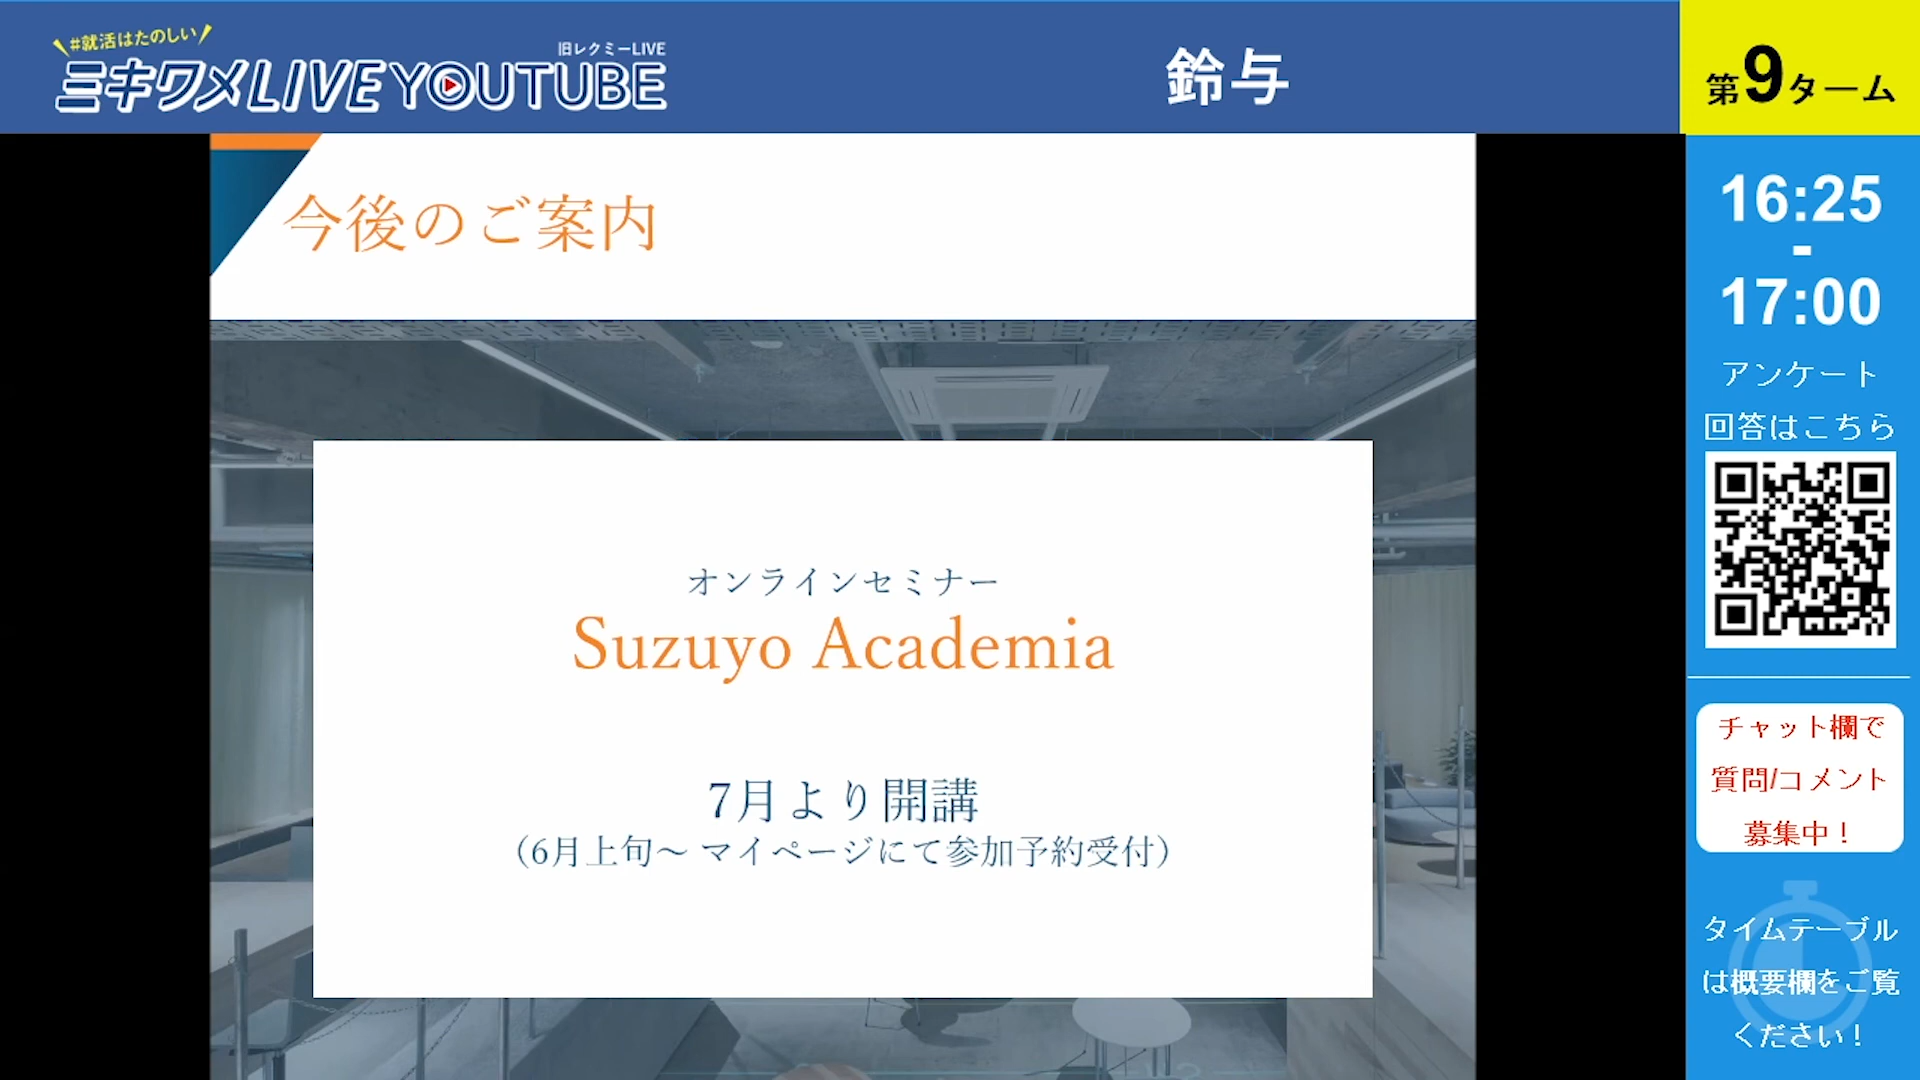 #就活はたのしい
旧レクミーLIVE
ミキワメLIVE YOUTUBE
鈴与
第9ターム
今後のご案内
オンラインセミナー
Suzuyo Academia
7月より開講
（6月上旬～ マイページにて参加予約受付）
16:25
-
17:00
アンケート
回答はこちら
チャット欄で
質問/コメント
募集中！
タイムテーブル
は概要欄をご覧
ください！